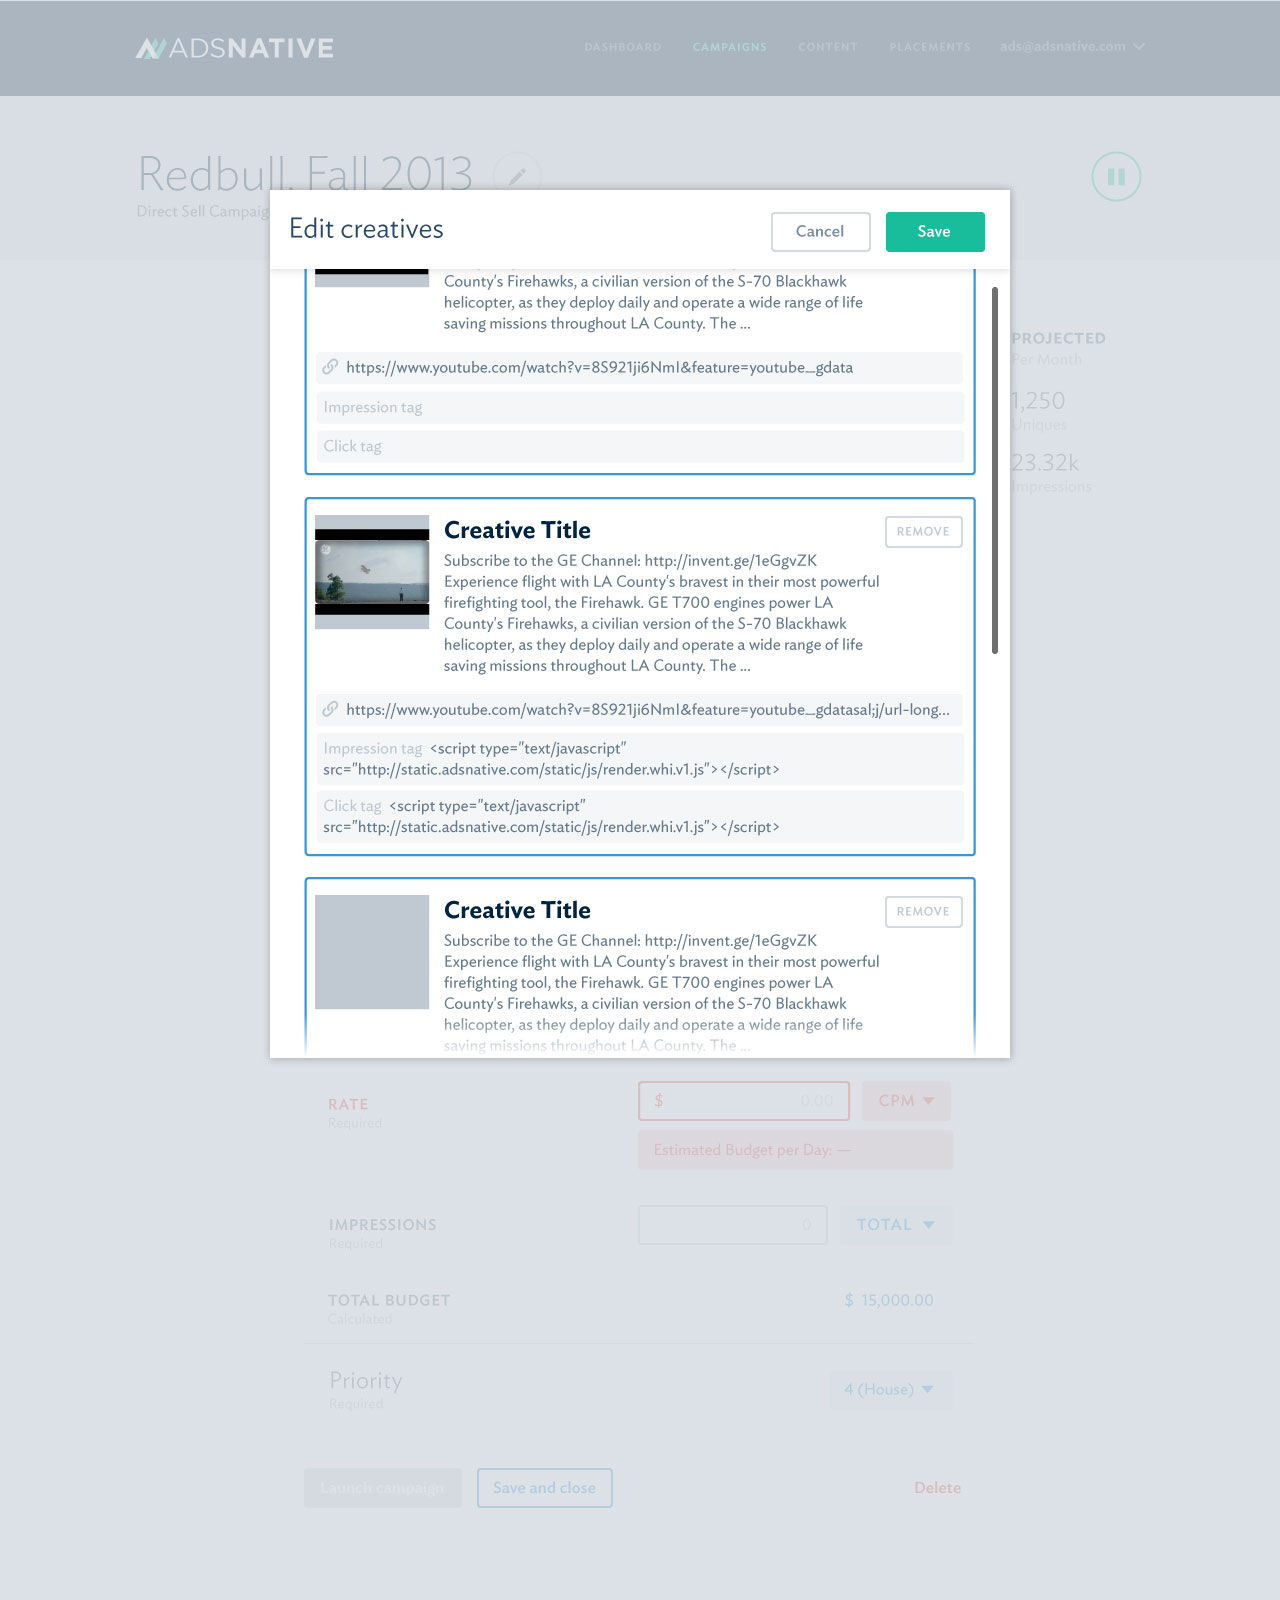 ADSNATIVE
DASHBOARD CAMPAIGNS CONTENT PLACEMENTS ads@adsnative.com
Redbull, Fall 2013
Direct Sell Campaig
Edit creatives
Cancel
Save
County's Firehawks, a civilian version of the S-70 Blackhawk
helicopter, as they deploy daily and operate a wide range of life
saving missions throughout LA County. The ...
https://www.youtube.com/watch?v=8S921ji6NmI&feature=youtube_gdata
Impression tag
Click tag
Creative Title
REMOVE
Subscribe to the GE Channel: http://invent.ge/1eGgvZK
Experience flight with LA County's bravest in their most powerful
firefighting tool, the Firehawk. GE T700 engines power LA
County's Firehawks, a civilian version of the S-70 Blackhawk
helicopter, as they deploy daily and operate a wide range of life
saving missions throughout LA County. The ...
https://www.youtube.com/watch?v=8S921ji6NmI&feature=youtube_gdatasal;j/url-long...
Impression tag <script type="text/javascript"
src="http://static.adsnative.com/static/js/render.whi.v1.js"></script>
Click tag <script type="text/javascript"
src="http://static.adsnative.com/static/js/render.whi.v1.js"></script>
Creative Title
REMOVE
Subscribe to the GE Channel: http://invent.ge/1eGgvZK
Experience flight with LA County's bravest in their most powerful
firefighting tool, the Firehawk. GE T700 engines power LA
County's Firehawks, a civilian version of the S-70 Blackhawk
helicopter, as they deploy daily and operate a wide range of life
saving missions throughout LA County. The ...
PROJECTED
Per Month
1,250
Uniques
23.32k
Impressions
RATE
Required
$ 0.00
CPM
Estimated Budget per Day: —
IMPRESSIONS
Required
0
TOTAL
TOTAL BUDGET
Calculated
$ 15,000.00
Priority
Required
4 (House)
Launch campaign
Save and close
Delete